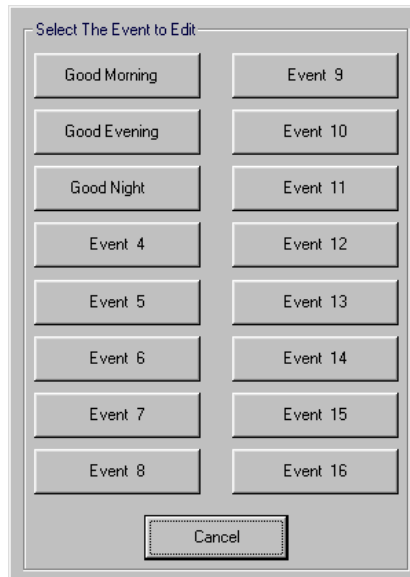 Select The Event to Edit
Good Morning
Good Evening
Good Night
Event 4
Event 5
Event 6
Event 7
Event 8
Event 9
Event 10
Event 11
Event 12
Event 13
Event 14
Event 15
Event 16
Cancel